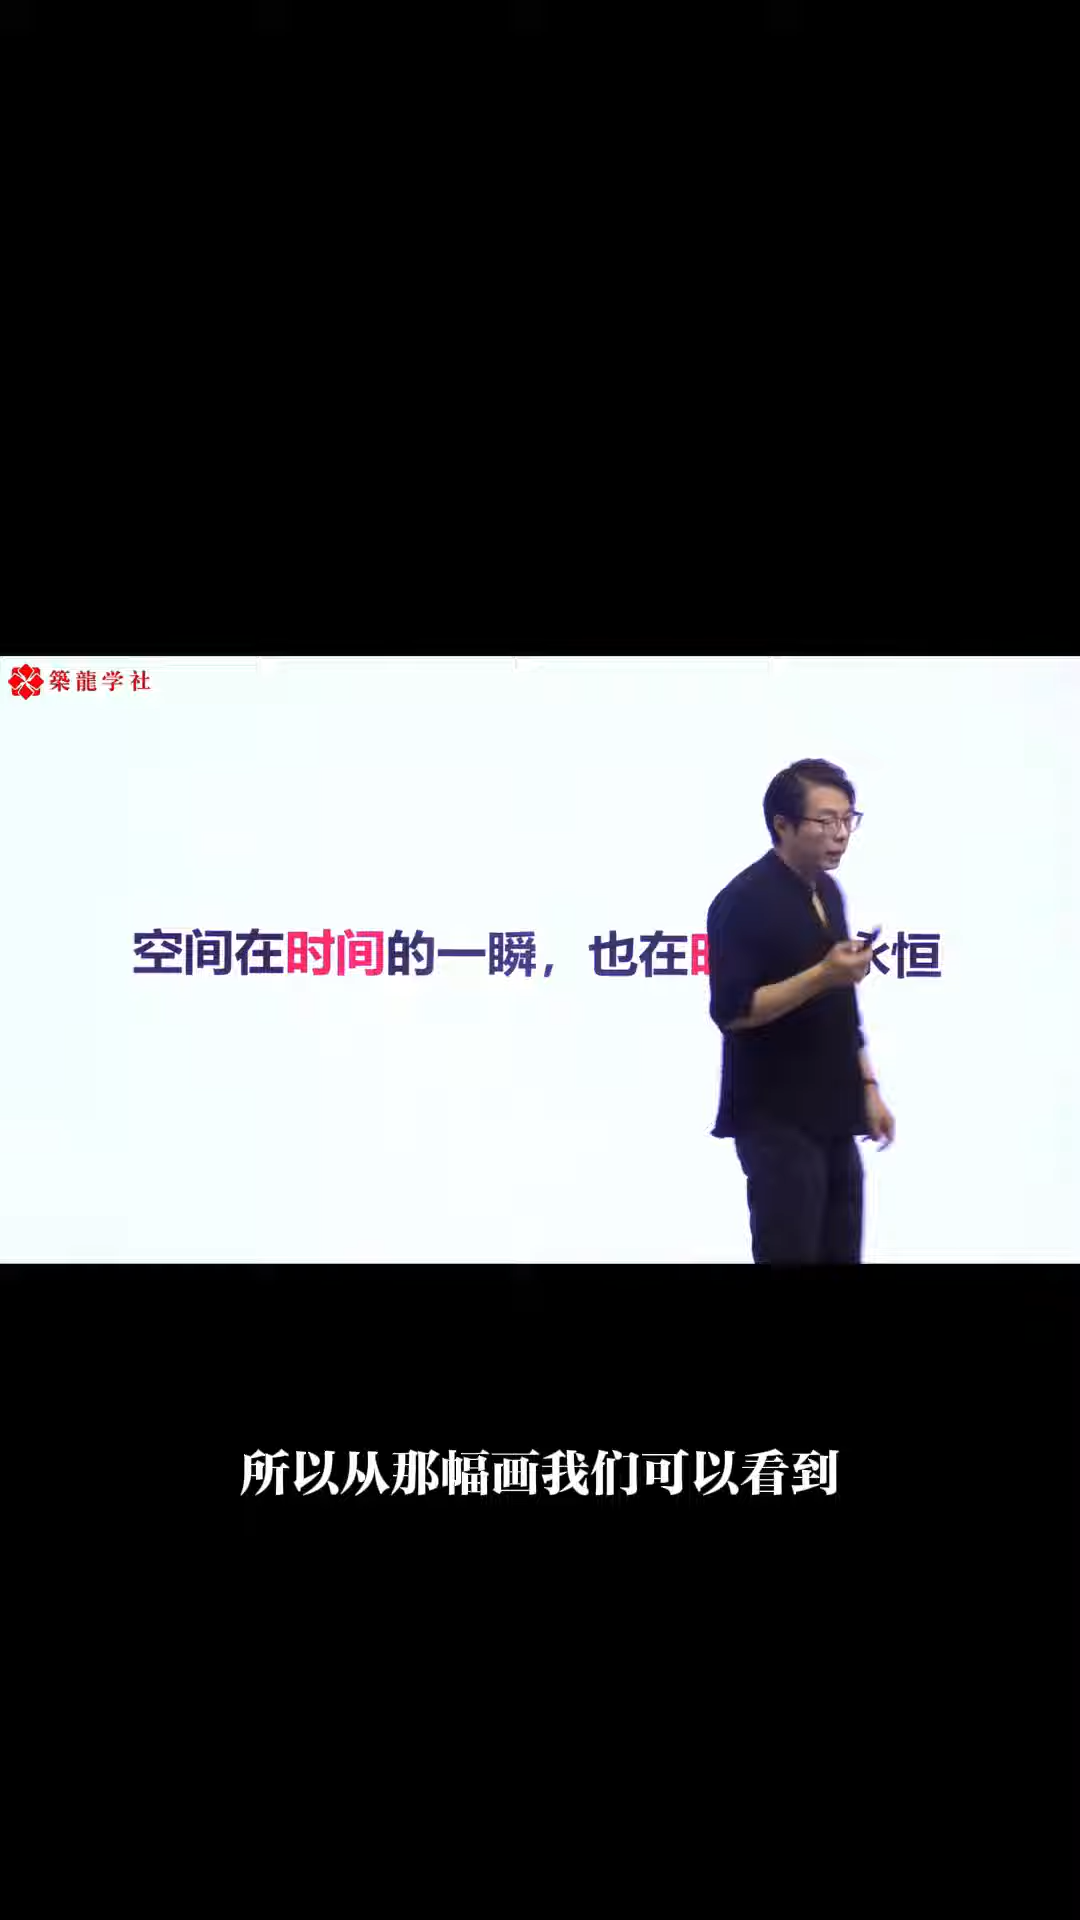 築龍学社
空间在时间的一瞬，也在永恒
所以从那幅画我们可以看到